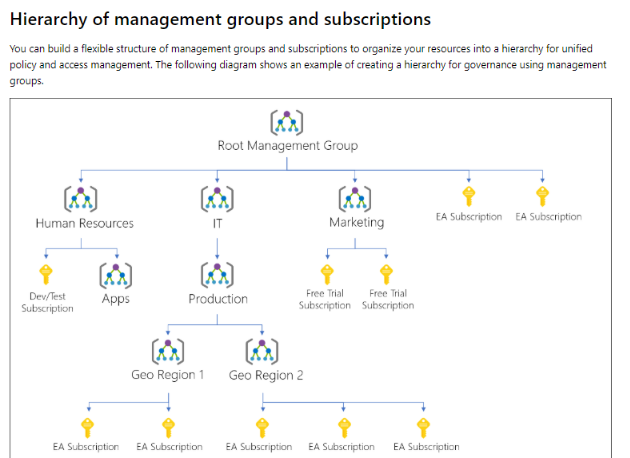 Hierarchy of management groups and subscriptions
You can build a flexible structure of management groups and subscriptions to organize your resources into a hierarchy for unified
policy and access management. The following diagram shows an example of creating a hierarchy for governance using management
groups.
Root Management Group
Human Resources
IT
Marketing
EA Subscription
EA Subscription
Dev/Test
Subscription
Apps
Production
Free Trial
Subscription
Free Trial
Subscription
Geo Region 1
Geo Region 2
EA Subscription
EA Subscription
EA Subscription
EA Subscription
EA Subscription